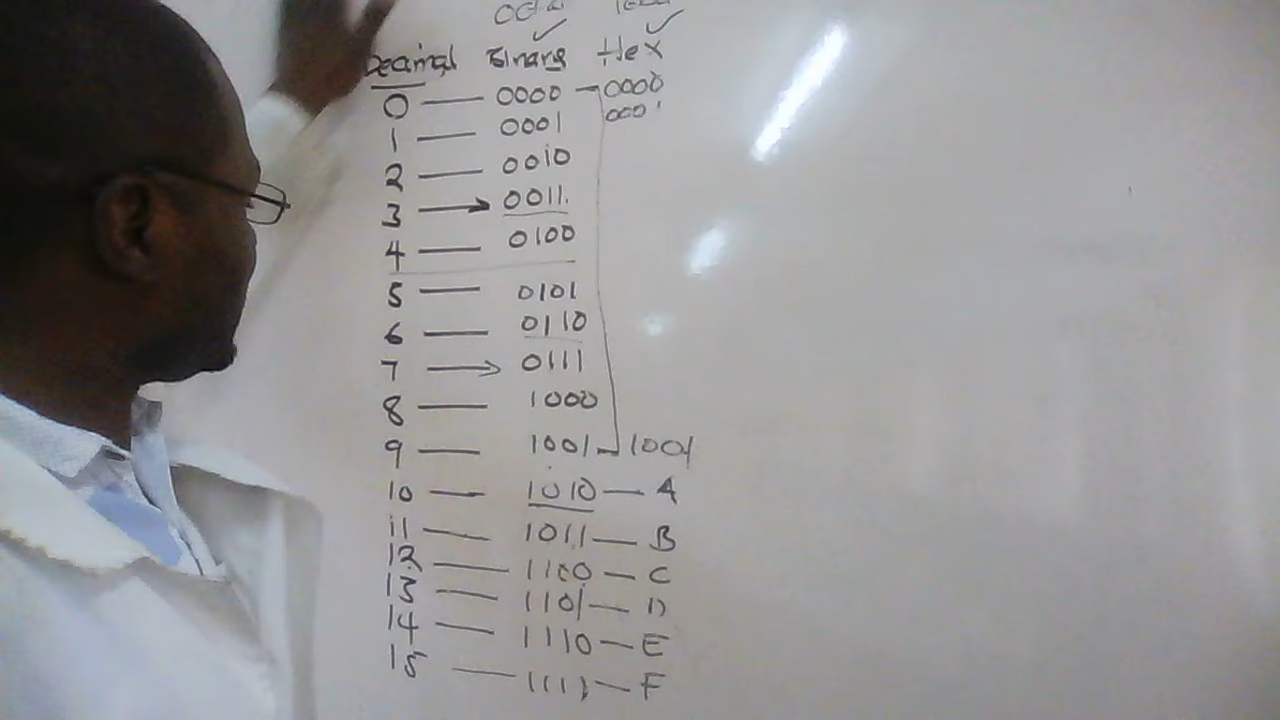 Decimal Binary Hex
0 — 0000 — 0000
1 — 0001 0001
2 — 0010
3 → 0011.
4 — 0100
5 — 0101
6 — 0110
7 → 0111
8 — 1000
9 — 1001 — 1001
10 — 1010 — A
11 — 1011 — B
12 — 1100 — C
13 — 1101 — D
14 — 1110 — E
15 — 1111 — F